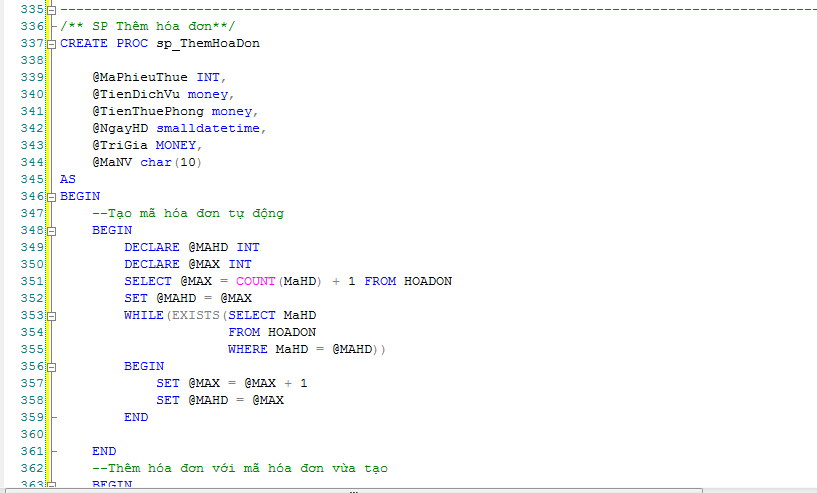 335 --------------------------------------------------------------------------------
336 /** SP Thêm hóa đơn**/
337 CREATE PROC sp_ThemHoaDon
338
339 @MaPhieuThue INT,
340 @TienDichVu money,
341 @TienThuePhong money,
342 @NgayHD smalldatetime,
343 @TriGia MONEY,
344 @MaNV char(10)
345 AS
346 BEGIN
347 --Tạo mã hóa đơn tự động
348 BEGIN
349 DECLARE @MAHD INT
350 DECLARE @MAX INT
351 SELECT @MAX = COUNT(MaHD) + 1 FROM HOADON
352 SET @MAHD = @MAX
353 WHILE(EXISTS(SELECT MaHD
354 FROM HOADON
355 WHERE MaHD = @MAHD))
356 BEGIN
357 SET @MAX = @MAX + 1
358 SET @MAHD = @MAX
359 END
360
361 END
362 --Thêm hóa đơn với mã hóa đơn vừa tạo
363 BEGIN